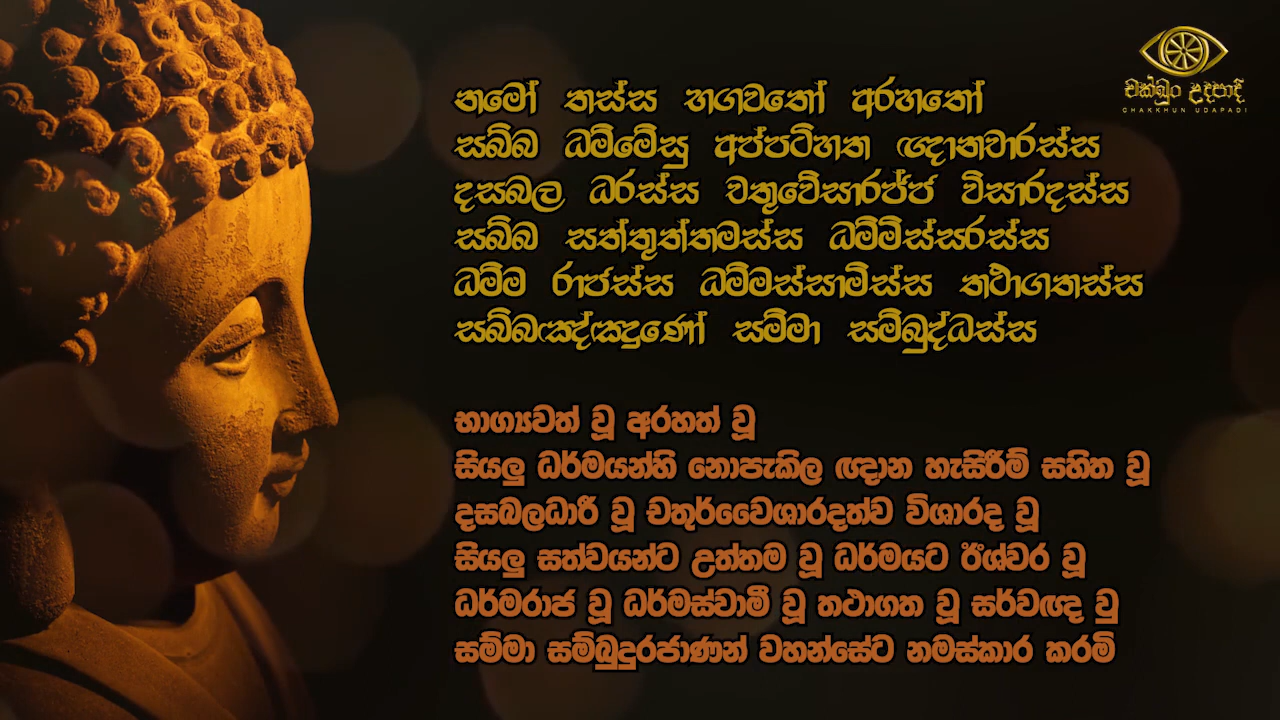 නමෝ තස්ස භගවතෝ අරහතෝ
සබ්බ ධම්මේසු අප්පටිහත ඤානචාරස්ස
දසබල ධරස්ස චතුවේසාරජ්ජ විසාරදස්ස
සබ්බ සත්තුත්තමස්ස ධම්මිස්සරස්ස
ධම්ම රාජස්ස ධම්මස්සාමිස්ස තථාගතස්ස
සබ්බඤ්ඤුණෝ සම්මා සම්බුද්ධස්ස
භාග්‍යවත් වූ අරහත් වූ
සියලු ධර්මයන්හි නොපැකිල ඥාන හැසිරීම් සහිත වූ
දසබලධාරී වූ චතුර්වෛශාරදත්ව විශාරද වූ
සියලු සත්වයන්ට උත්තම වූ ධර්මයට ඊශ්වර වූ
ධර්මරාජ වූ ධර්මස්වාමී වූ තථාගත වූ සර්වඥ වු
සම්මා සම්බුදුරජාණන් වහන්සේට නමස්කාර කරමි
චක්ඛුං උදපාදි
CHAKKHUN UDAPADI